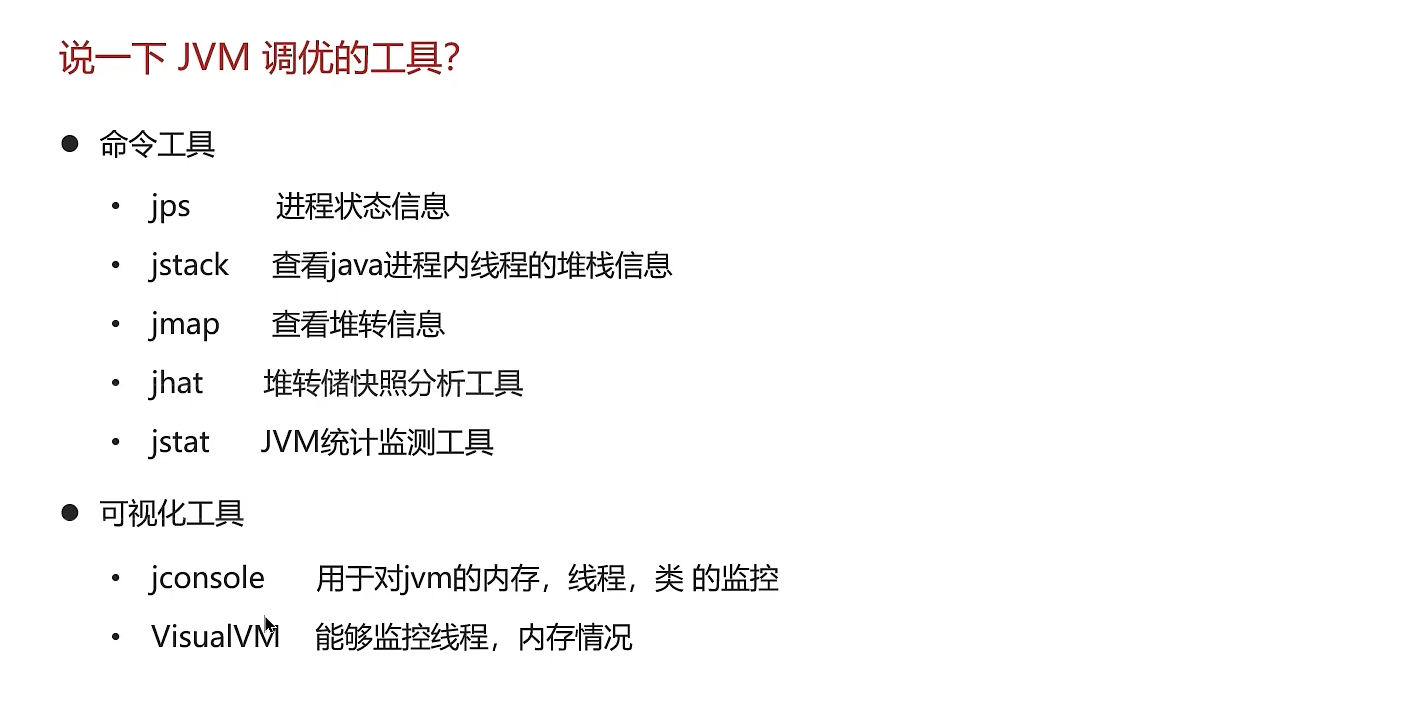 说一下 JVM 调优的工具？
● 命令工具
• jps 进程状态信息
• jstack 查看java进程内线程的堆栈信息
• jmap 查看堆转信息
• jhat 堆转储快照分析工具
• jstat JVM统计监测工具
● 可视化工具
• jconsole 用于对jvm的内存，线程，类 的监控
• VisualVM 能够监控线程，内存情况